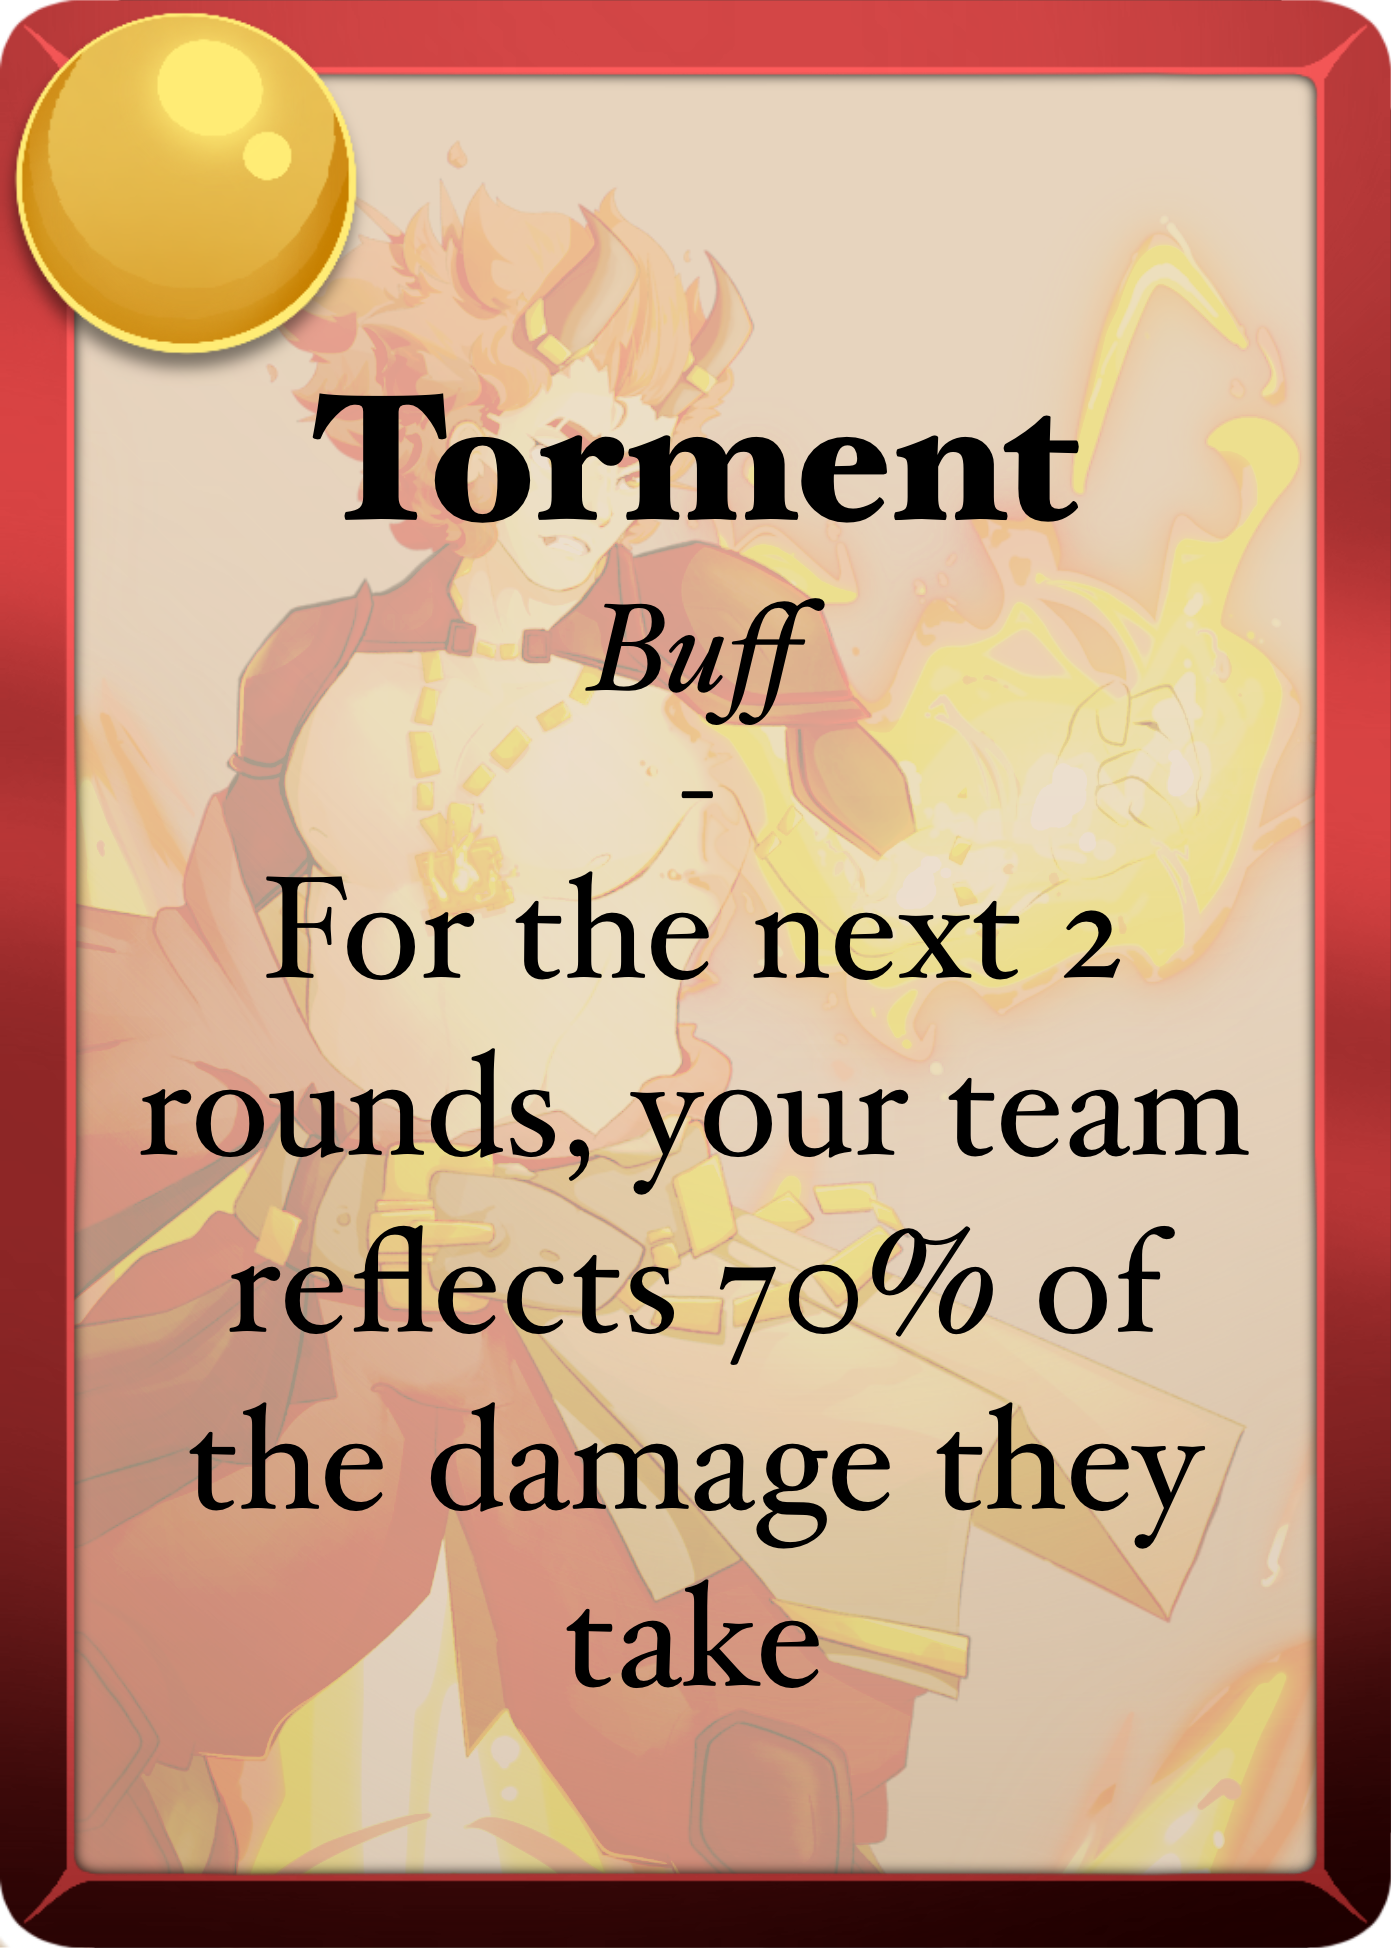 Torment
Buff
-
For the next 2
rounds, your team
reflects 70% of
the damage they
take